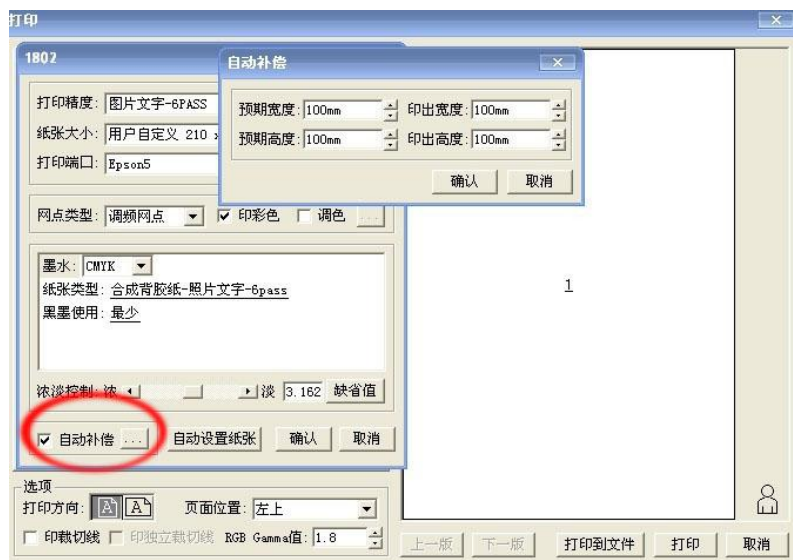 打印
1802
自动补偿
打印精度: 图片文字-6PASS
预期宽度: 100mm 印出宽度: 100mm
纸张大小: 用户自定义 210 x
预期高度: 100mm 印出高度: 100mm
打印端口: Epson5
确认 取消
网点类型: 调频网点 印彩色 调色 ...
墨水: CMYK
纸张类型: 合成背胶纸-照片文字-6pass
黑墨使用: 最少
1
浓淡控制: 浓 淡 3.162 缺省值
自动补偿 ... 自动设置纸张 确认 取消
选项
打印方向: A A 页面位置: 左上
印裁切线 印独立裁切线 RGB Gamma值: 1.8
上一版 下一版 打印到文件 打印 取消